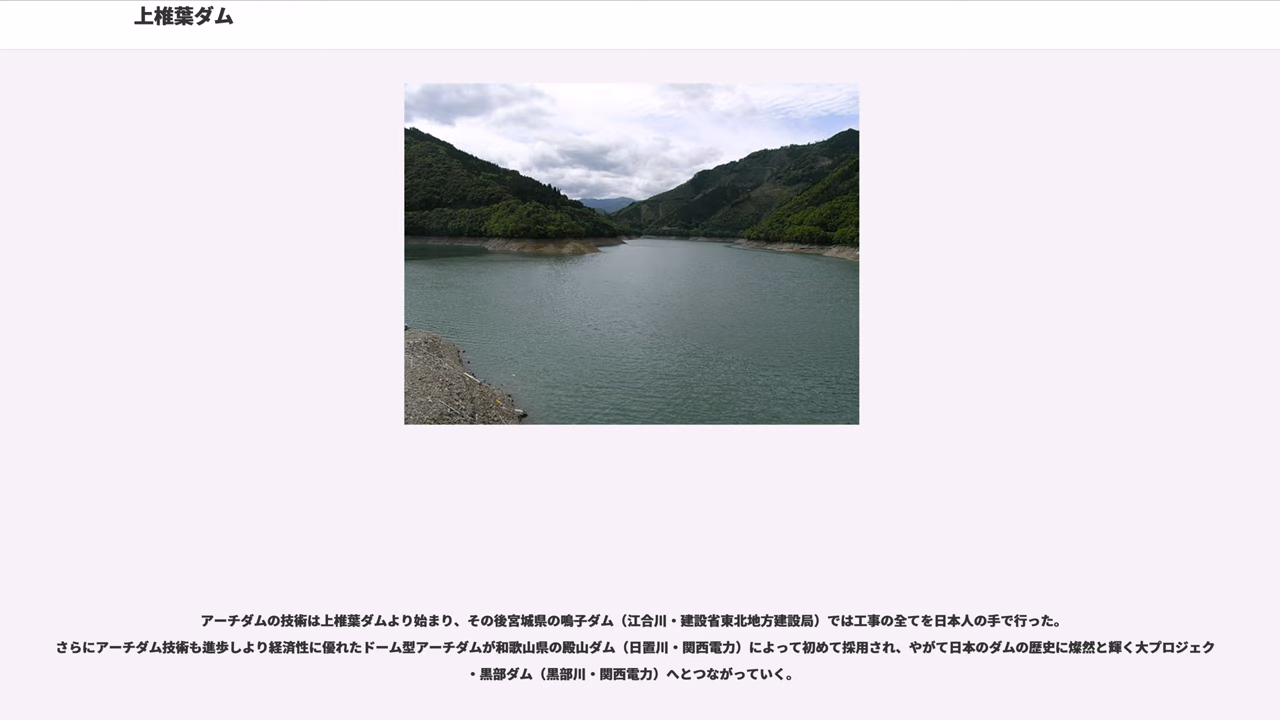 上椎葉ダム
アーチダムの技術は上椎葉ダムより始まり、その後宮城県の鳴子ダム（江合川・建設省東北地方建設局）では工事の全てを日本人の手で行った。
さらにアーチダム技術も進歩しより経済性に優れたドーム型アーチダムが和歌山県の殿山ダム（日置川・関西電力）によって初めて採用され、やがて日本のダムの歴史に燦然と輝く大プロジェク
・黒部ダム（黒部川・関西電力）へとつながっていく。